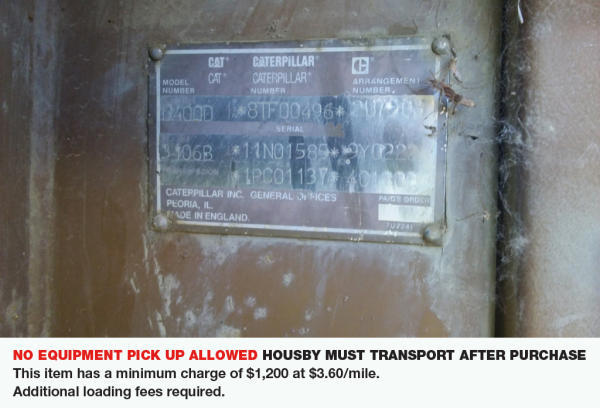 CAT® CATERPILLAR®
CAT® CATERPILLAR® ARRANGEMENT
MODEL NUMBER NUMBER NUMBER
D400D *8TF00496*
SERIAL
3406B *11N01585*
*1PC01137*
CATERPILLAR INC. GENERAL OFFICES
PEORIA, IL.
MADE IN ENGLAND.
NO EQUIPMENT PICK UP ALLOWED HOUSBY MUST TRANSPORT AFTER PURCHASE
This item has a minimum charge of $1,200 at $3.60/mile.
Additional loading fees required.